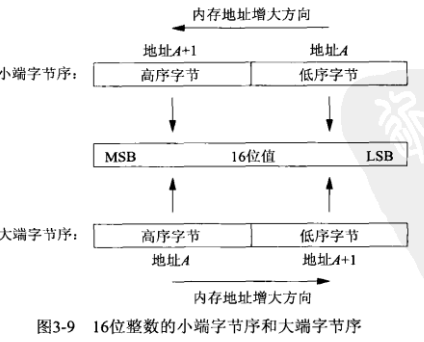 内存地址增大方向
地址A+1 地址A
小端字节序： 高序字节 低序字节
MSB 16位值 LSB
大端字节序： 高序字节 低序字节
地址A 地址A+1
内存地址增大方向
图3-9 16位整数的小端字节序和大端字节序